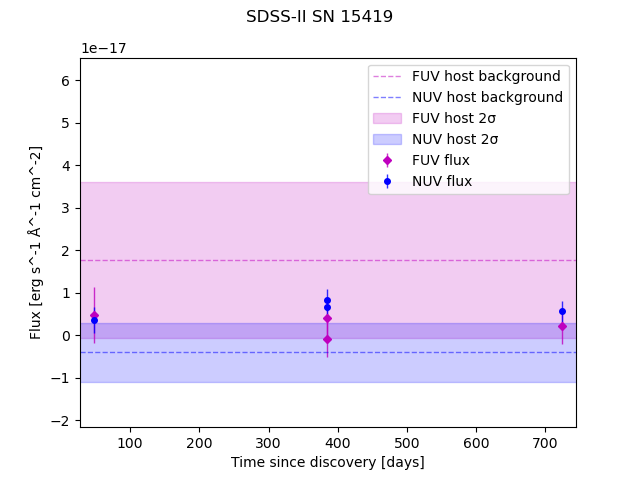 SDSS-II SN 15419
1e−17
FUV host background
NUV host background
FUV host 2σ
NUV host 2σ
FUV flux
NUV flux
6
5
4
3
2
1
0
−1
−2
Flux [erg s^-1 Å^-1 cm^-2]
100 200 300 400 500 600 700
Time since discovery [days]